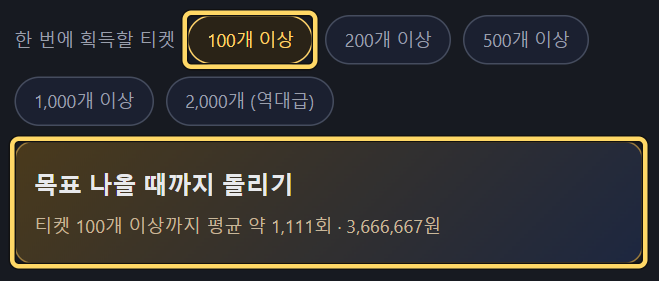 한 번에 획득할 티켓 100개 이상 200개 이상 500개 이상
1,000개 이상 2,000개 (역대급)
목표 나올 때까지 돌리기
티켓 100개 이상까지 평균 약 1,111회 · 3,666,667원